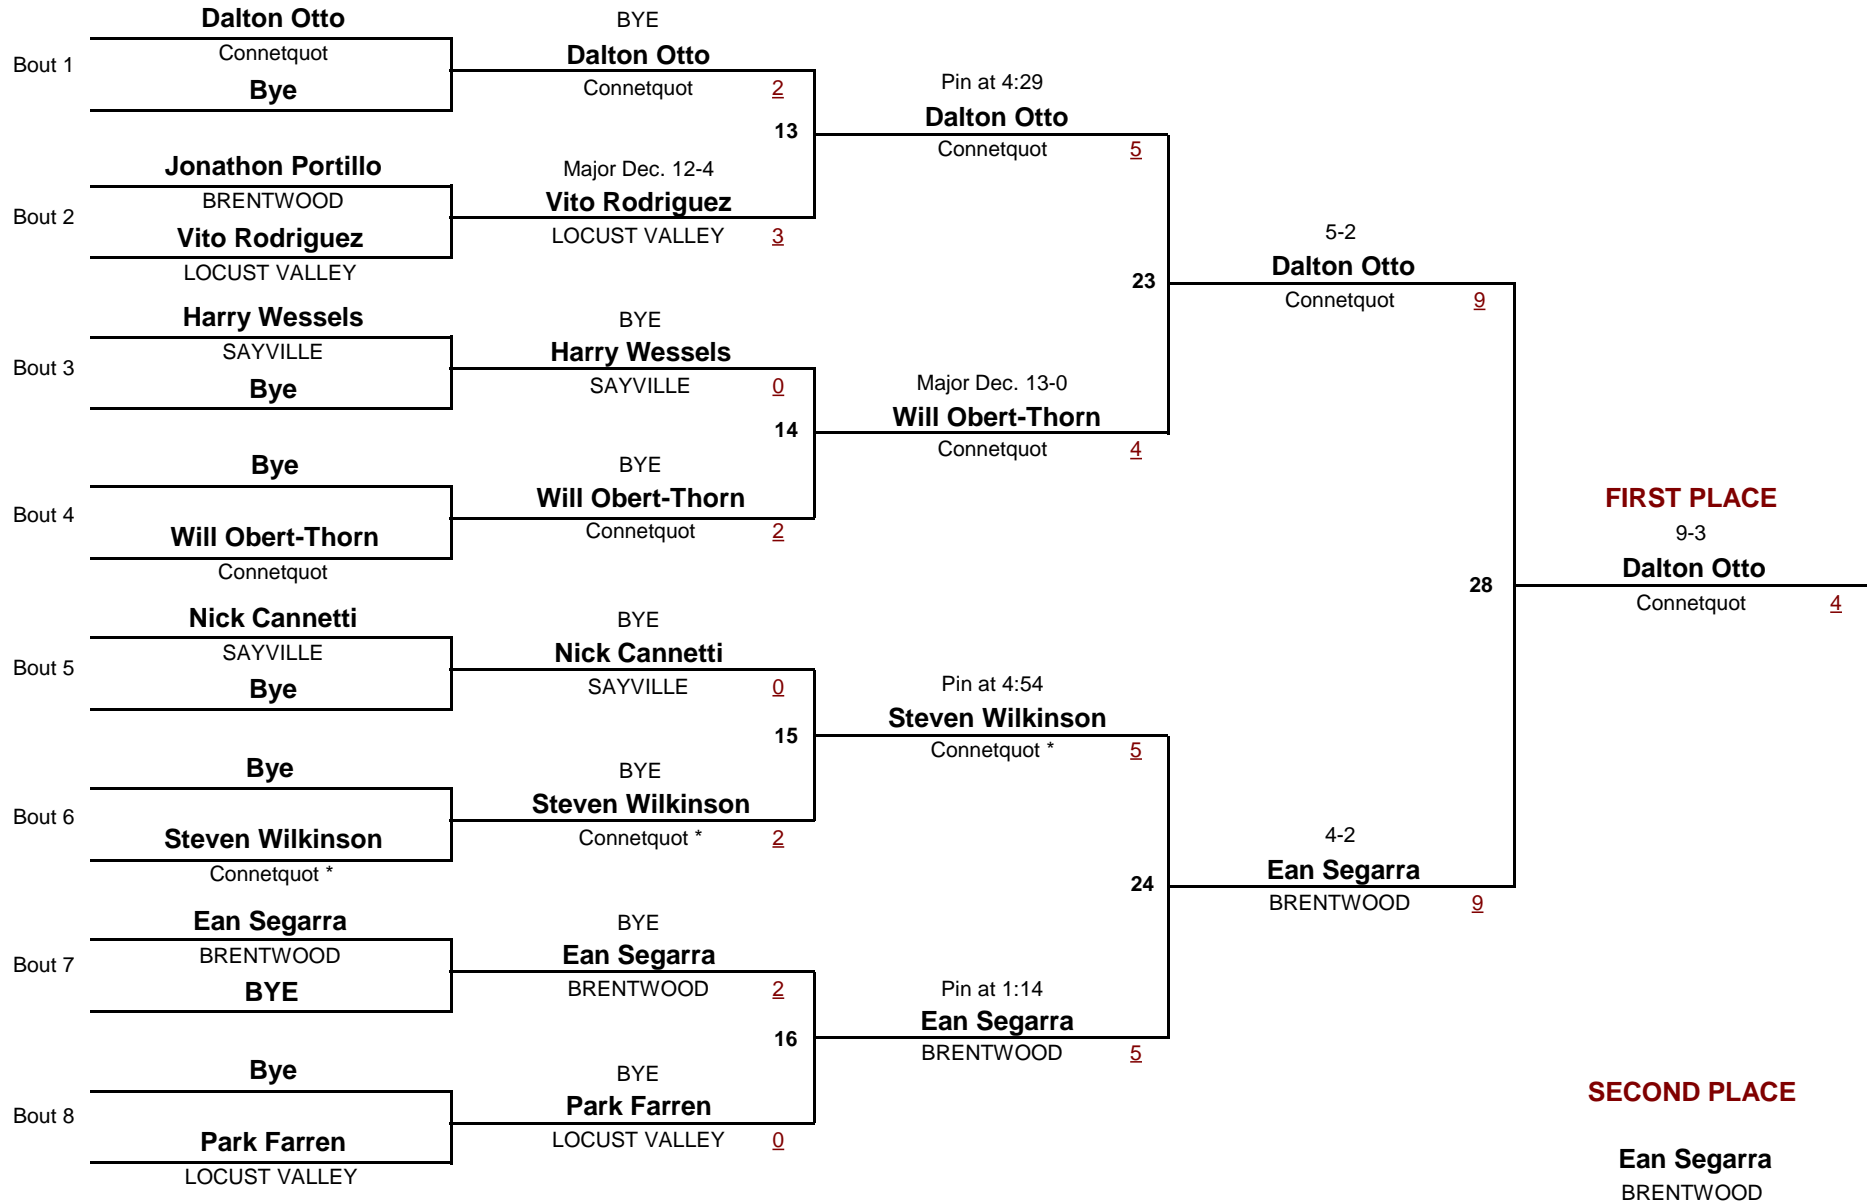 Bout 1
Dalton Otto
Connetquot
Bye
Bout 2
Jonathon Portillo
BRENTWOOD
Vito Rodriguez
LOCUST VALLEY
Bout 3
Harry Wessels
SAYVILLE
Bye
Bout 4
Bye
Will Obert-Thorn
Connetquot
Bout 5
Nick Cannetti
SAYVILLE
Bye
Bout 6
Bye
Steven Wilkinson
Connetquot *
Bout 7
Ean Segarra
BRENTWOOD
BYE
Bout 8
Bye
Park Farren
LOCUST VALLEY
BYE
Dalton Otto
Connetquot 2
13
Major Dec. 12-4
Vito Rodriguez
LOCUST VALLEY 3
BYE
Harry Wessels
SAYVILLE 0
14
BYE
Will Obert-Thorn
Connetquot 2
BYE
Nick Cannetti
SAYVILLE 0
15
BYE
Steven Wilkinson
Connetquot * 2
BYE
Ean Segarra
BRENTWOOD 2
16
BYE
Park Farren
LOCUST VALLEY 0
Pin at 4:29
Dalton Otto
Connetquot 5
23
Major Dec. 13-0
Will Obert-Thorn
Connetquot 4
Pin at 4:54
Steven Wilkinson
Connetquot * 5
24
Pin at 1:14
Ean Segarra
BRENTWOOD 5
5-2
Dalton Otto
Connetquot 9
28
4-2
Ean Segarra
BRENTWOOD 9
FIRST PLACE
9-3
Dalton Otto
Connetquot 4
SECOND PLACE
Ean Segarra
BRENTWOOD